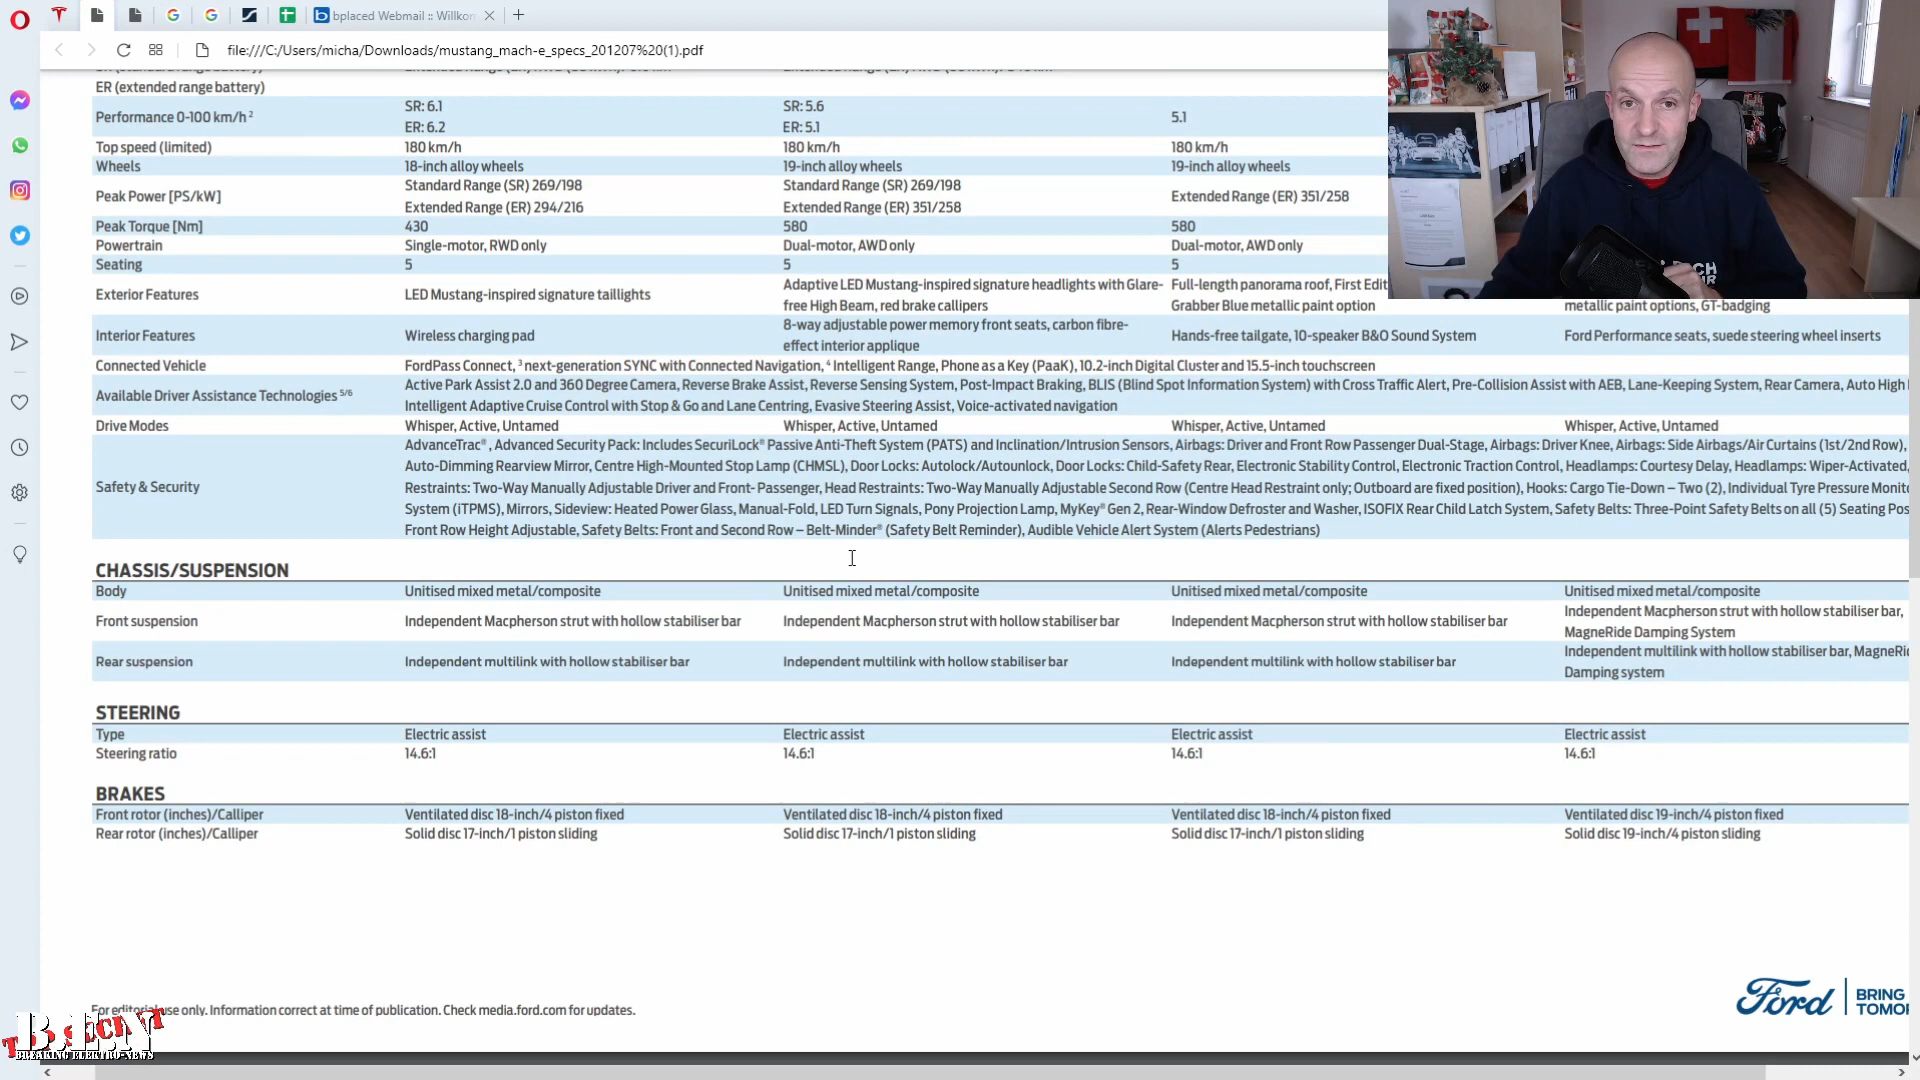 bplaced Webmail :: Willkon
file:///C:/Users/micha/Downloads/mustang_mach-e_specs_201207%20(1).pdf
ER (extended range battery)
Performance 0-100 km/h 2
SR: 6.1
ER: 6.2
SR: 5.6
ER: 5.1
5.1
Top speed (limited) 180 km/h 180 km/h 180 km/h
Wheels 18-inch alloy wheels 19-inch alloy wheels 19-inch alloy wheels
Peak Power [PS/kW]
Standard Range (SR) 269/198
Extended Range (ER) 294/216
Standard Range (SR) 269/198
Extended Range (ER) 351/258
Extended Range (ER) 351/258
Peak Torque [Nm] 430 580 580
Powertrain Single-motor, RWD only Dual-motor, AWD only Dual-motor, AWD only
Seating 5 5 5
Exterior Features
LED Mustang-inspired signature taillights
Adaptive LED Mustang-inspired signature headlights with Glare-
free High Beam, red brake callipers
Full-length panorama roof, First Edit
Grabber Blue metallic paint option
metallic paint options, GT-badging
Interior Features
Wireless charging pad
8-way adjustable power memory front seats, carbon fibre-
effect interior applique
Hands-free tailgate, 10-speaker B&O Sound System
Ford Performance seats, suede steering wheel inserts
Connected Vehicle FordPass Connect, 3 next-generation SYNC with Connected Navigation, 4 Intelligent Range, Phone as a Key (PaaK), 10.2-inch Digital Cluster and 15.5-inch touchscreen
Available Driver Assistance Technologies 5/6
Active Park Assist 2.0 and 360 Degree Camera, Reverse Brake Assist, Reverse Sensing System, Post-Impact Braking, BLIS (Blind Spot Information System) with Cross Traffic Alert, Pre-Collision Assist with AEB, Lane-Keeping System, Rear Camera, Auto High
Intelligent Adaptive Cruise Control with Stop & Go and Lane Centring, Evasive Steering Assist, Voice-activated navigation
Drive Modes Whisper, Active, Untamed Whisper, Active, Untamed Whisper, Active, Untamed Whisper, Active, Untamed
Safety & Security
AdvanceTrac®, Advanced Security Pack: Includes SecuriLock® Passive Anti-Theft System (PATS) and Inclination/Intrusion Sensors, Airbags: Driver and Front Row Passenger Dual-Stage, Airbags: Driver Knee, Airbags: Side Airbags/Air Curtains (1st/2nd Row),
Auto-Dimming Rearview Mirror, Centre High-Mounted Stop Lamp (CHMSL), Door Locks: Autolock/Autounlock, Door Locks: Child-Safety Rear, Electronic Stability Control, Electronic Traction Control, Headlamps: Courtesy Delay, Headlamps: Wiper-Activated,
Restraints: Two-Way Manually Adjustable Driver and Front- Passenger, Head Restraints: Two-Way Manually Adjustable Second Row (Centre Head Restraint only; Outboard are fixed position), Hooks: Cargo Tie-Down – Two (2), Individual Tyre Pressure Monito
System (iTPMS), Mirrors, Sideview: Heated Power Glass, Manual-Fold, LED Turn Signals, Pony Projection Lamp, MyKey® Gen 2, Rear-Window Defroster and Washer, ISOFIX Rear Child Latch System, Safety Belts: Three-Point Safety Belts on all (5) Seating Pos
Front Row Height Adjustable, Safety Belts: Front and Second Row – Belt-Minder® (Safety Belt Reminder), Audible Vehicle Alert System (Alerts Pedestrians)
CHASSIS/SUSPENSION
Body Unitised mixed metal/composite Unitised mixed metal/composite Unitised mixed metal/composite Unitised mixed metal/composite
Front suspension
Independent Macpherson strut with hollow stabiliser bar
Independent Macpherson strut with hollow stabiliser bar
Independent Macpherson strut with hollow stabiliser bar
Independent Macpherson strut with hollow stabiliser bar,
MagneRide Damping System
Rear suspension
Independent multilink with hollow stabiliser bar
Independent multilink with hollow stabiliser bar
Independent multilink with hollow stabiliser bar
Independent multilink with hollow stabiliser bar, MagneRi
Damping system
STEERING
Type Electric assist Electric assist Electric assist Electric assist
Steering ratio 14.6:1 14.6:1 14.6:1 14.6:1
BRAKES
Front rotor (inches)/Calliper Ventilated disc 18-inch/4 piston fixed Ventilated disc 18-inch/4 piston fixed Ventilated disc 18-inch/4 piston fixed Ventilated disc 19-inch/4 piston fixed
Rear rotor (inches)/Calliper Solid disc 17-inch/1 piston sliding Solid disc 17-inch/1 piston sliding Solid disc 17-inch/1 piston sliding Solid disc 19-inch/4 piston sliding
For editorial use only. Information correct at time of publication. Check media.ford.com for updates.
Ford
BRING
TOMO
BREAKING ELEKTRO-NEWS